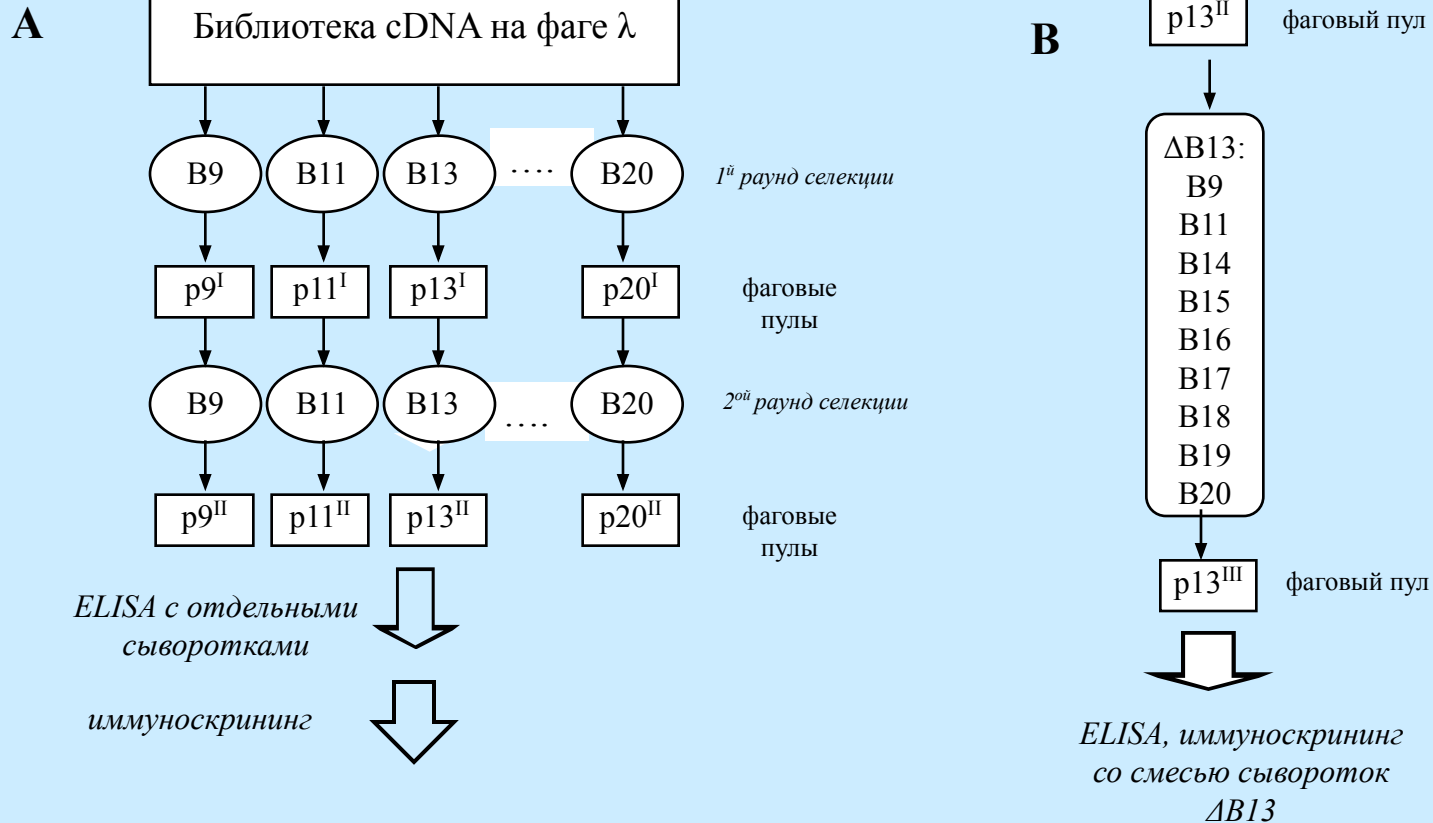 А
Библиотека cDNA на фаге λ
B9 B11 B13 .... B20
1й раунд селекции
p9I p11I p13I p20I
фаговые
пулы
B9 B11 B13 .... B20
2ой раунд селекции
p9II p11II p13II p20II
фаговые
пулы
ELISA с отдельными
сыворотками
иммуноскрининг
В
p13II
фаговый пул
ΔB13:
B9
B11
B14
B15
B16
B17
B18
B19
B20
p13III
фаговый пул
ELISA, иммуноскрининг
со смесью сывороток
ΔB13